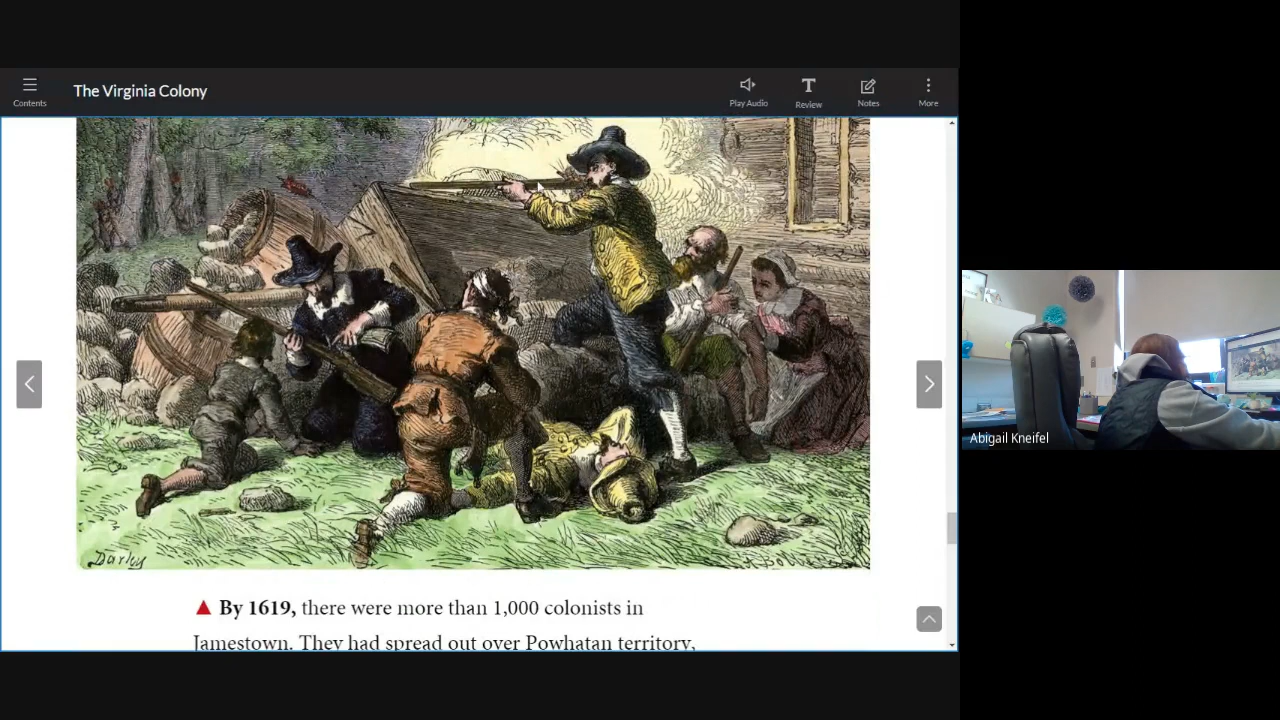 Contents
The Virginia Colony
Play Audio
Review
Notes
More
Darley
▲ By 1619, there were more than 1,000 colonists in
Jamestown. They had spread out over Powhatan territory,
Abigail Kneifel